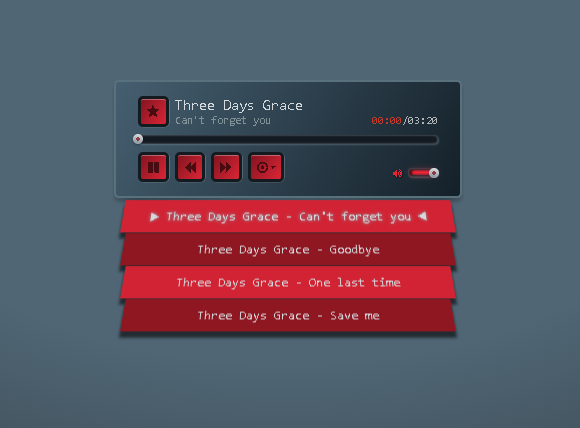 Three Days Grace
Can't forget you
00:00/03:20
Three Days Grace - Can't forget you
Three Days Grace - Goodbye
Three Days Grace - One last time
Three Days Grace - Save me